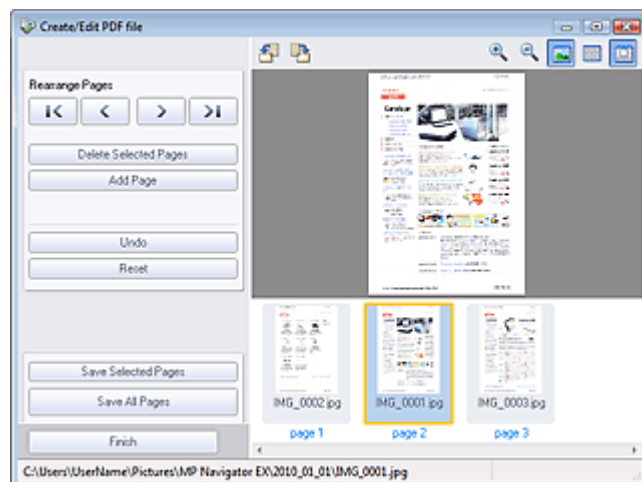 Create/Edit PDF file
Rearrange Pages
Delete Selected Pages
Add Page
Undo
Reset
Save Selected Pages
Save All Pages
Finish
IMG_0002.jpg
IMG_0001.jpg
IMG_0003.jpg
page 1
page 2
page 3
C:\Users\UserName\Pictures\MP Navigator EX\2010_01_01\IMG_0001.jpg